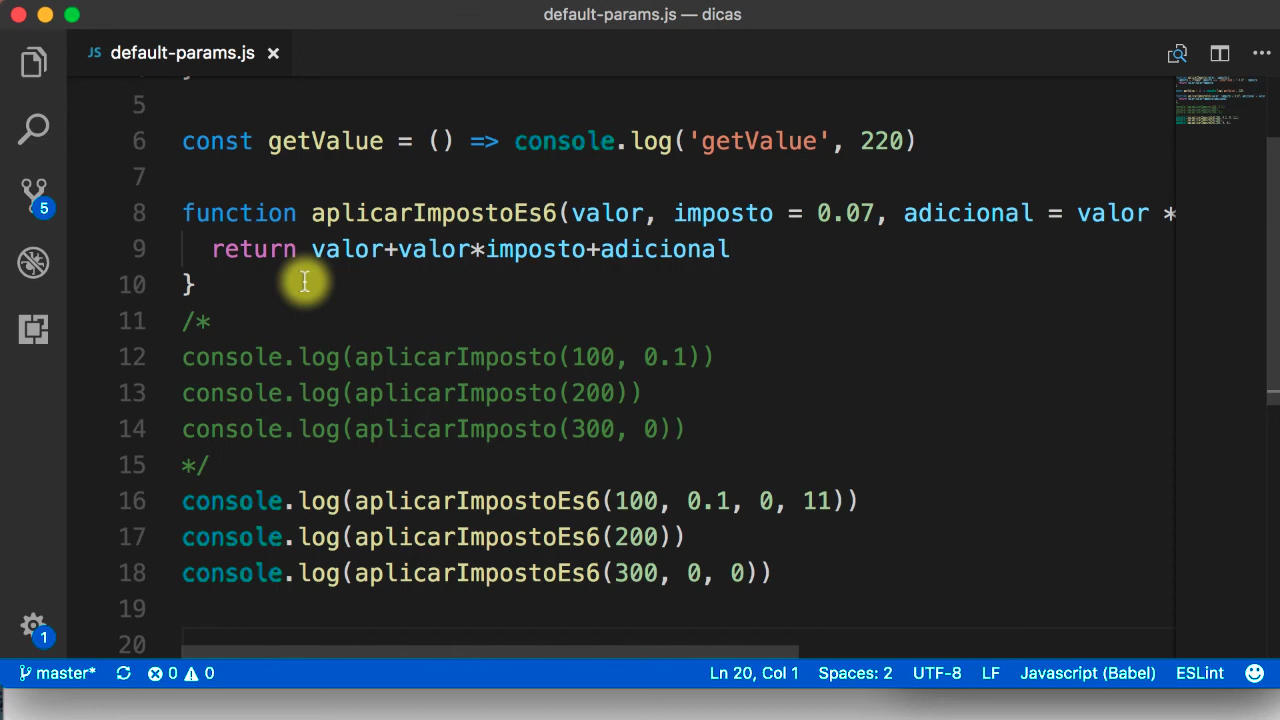 default-params.js — dicas
JS default-params.js ×
5
6 const getValue = () => console.log('getValue', 220)
7
8 function aplicarImpostoEs6(valor, imposto = 0.07, adicional = valor *
9 return valor+valor*imposto+adicional
10 }
11 /*
12 console.log(aplicarImposto(100, 0.1))
13 console.log(aplicarImposto(200))
14 console.log(aplicarImposto(300, 0))
15 */
16 console.log(aplicarImpostoEs6(100, 0.1, 0, 11))
17 console.log(aplicarImpostoEs6(200))
18 console.log(aplicarImpostoEs6(300, 0, 0))
19
20
5
1
master* 0 0 Ln 20, Col 1 Spaces: 2 UTF-8 LF Javascript (Babel) ESLint